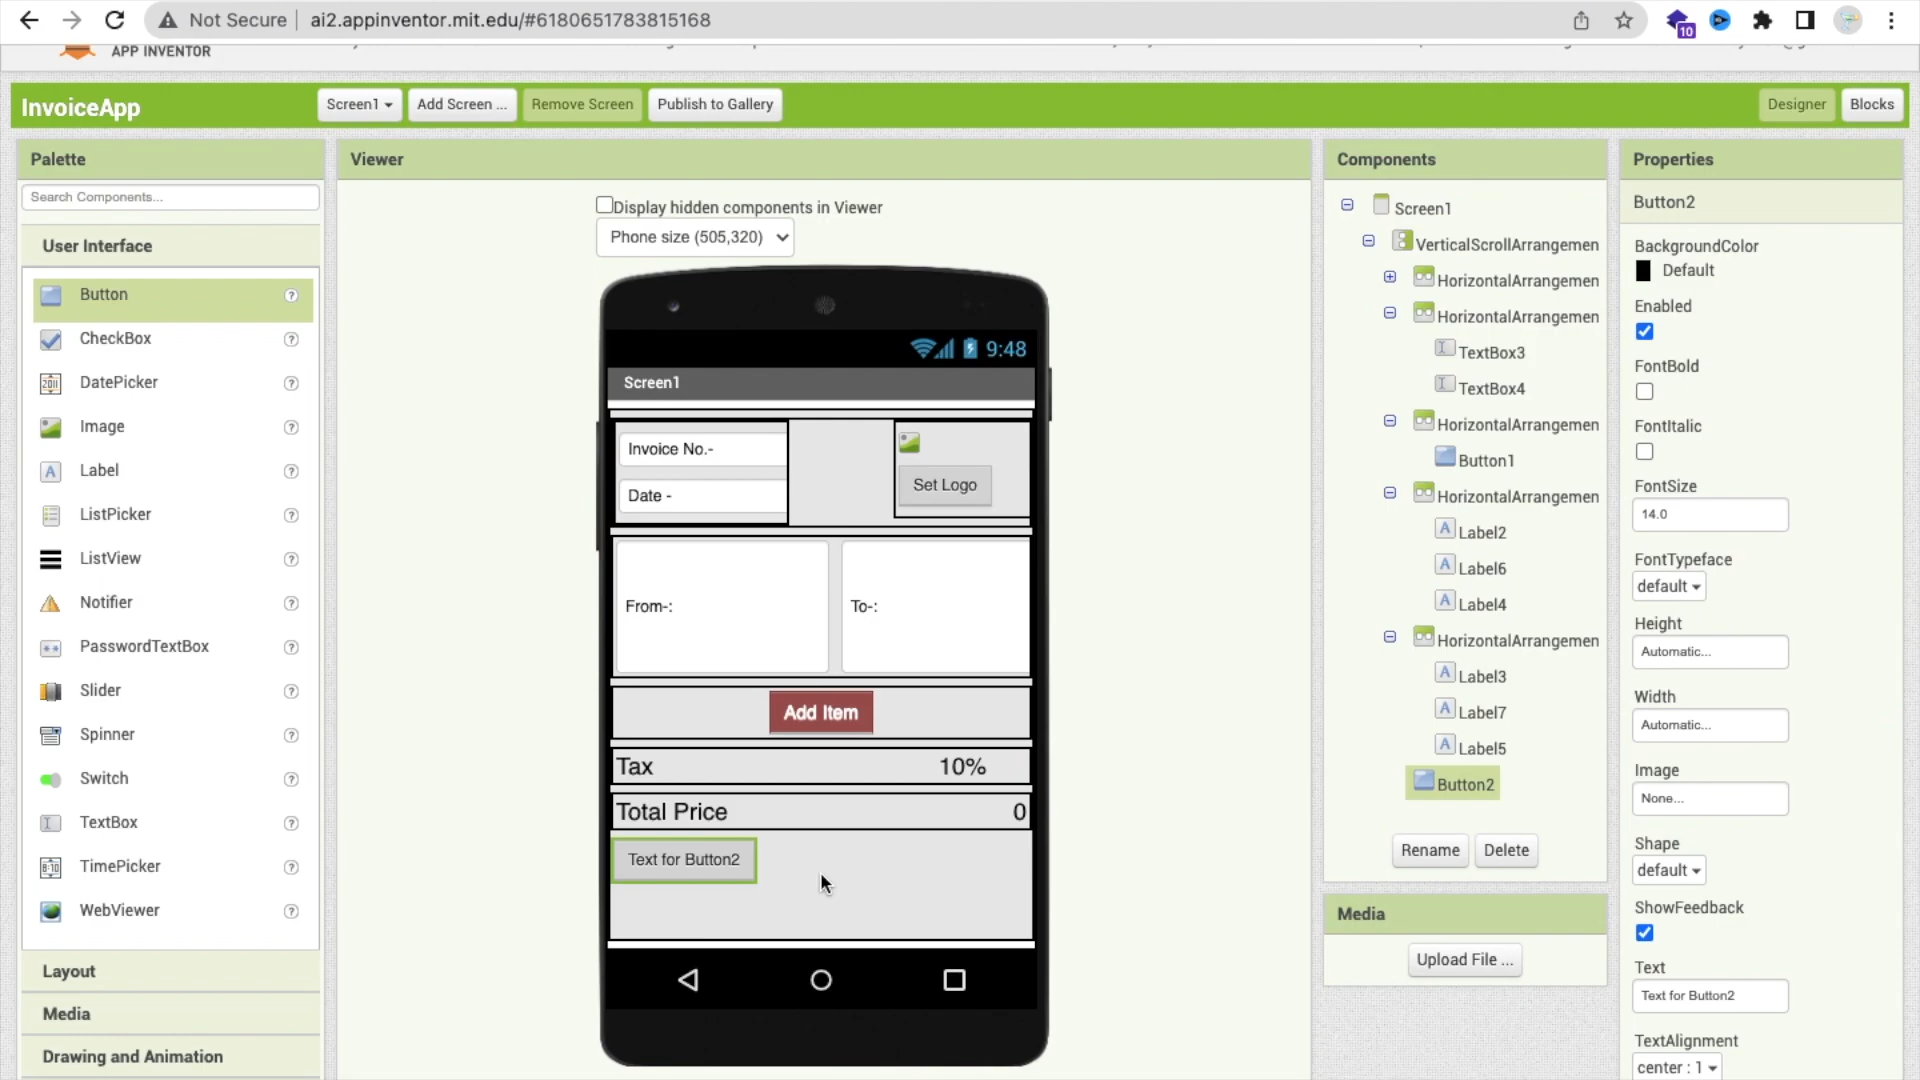 Not Secure
ai2.appinventor.mit.edu/#6180651783815168
10
APP INVENTOR
InvoiceApp
Screen1
Add Screen ...
Remove Screen
Publish to Gallery
Designer
Blocks
Palette
Viewer
Components
Properties
Search Components...
Display hidden components in Viewer
Phone size (505,320)
User Interface
Button
CheckBox
DatePicker
Image
Label
ListPicker
ListView
Notifier
PasswordTextBox
Slider
Spinner
Switch
TextBox
TimePicker
WebViewer
Layout
Media
Drawing and Animation
9:48
Screen1
Invoice No.-
Date -
Set Logo
From-:
To-:
Add Item
Tax
10%
Total Price
0
Text for Button2
Screen1
VerticalScrollArrangemen
HorizontalArrangemen
HorizontalArrangemen
TextBox3
TextBox4
HorizontalArrangemen
Button1
HorizontalArrangemen
Label2
Label6
Label4
HorizontalArrangemen
Label3
Label7
Label5
Button2
Rename
Delete
Media
Upload File ...
Button2
BackgroundColor
Default
Enabled
FontBold
FontItalic
FontSize
14.0
FontTypeface
default
Height
Automatic...
Width
Automatic...
Image
None...
Shape
default
ShowFeedback
Text
Text for Button2
TextAlignment
center : 1